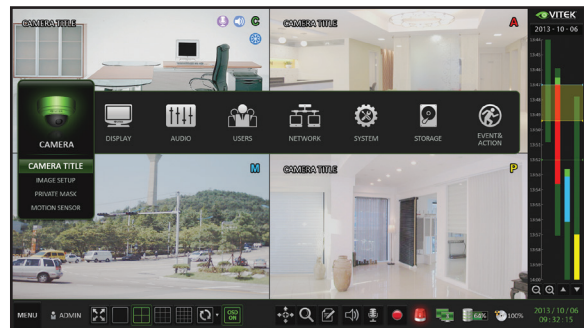 CAMERA TITLE
C
CAMERA TITLE
A
VITEK
2013 - 10 - 06
CAMERA
DISPLAY
AUDIO
USERS
NETWORK
SYSTEM
STORAGE
EVENT&
ACTION
CAMERA TITLE
IMAGE SETUP
PRIVATE MASK
MOTION SENSOR
M
CAMERA TITLE
P
MENU
ADMIN
OSD
ON
64%
100%
2013 / 10 / 06
09 : 32 : 15